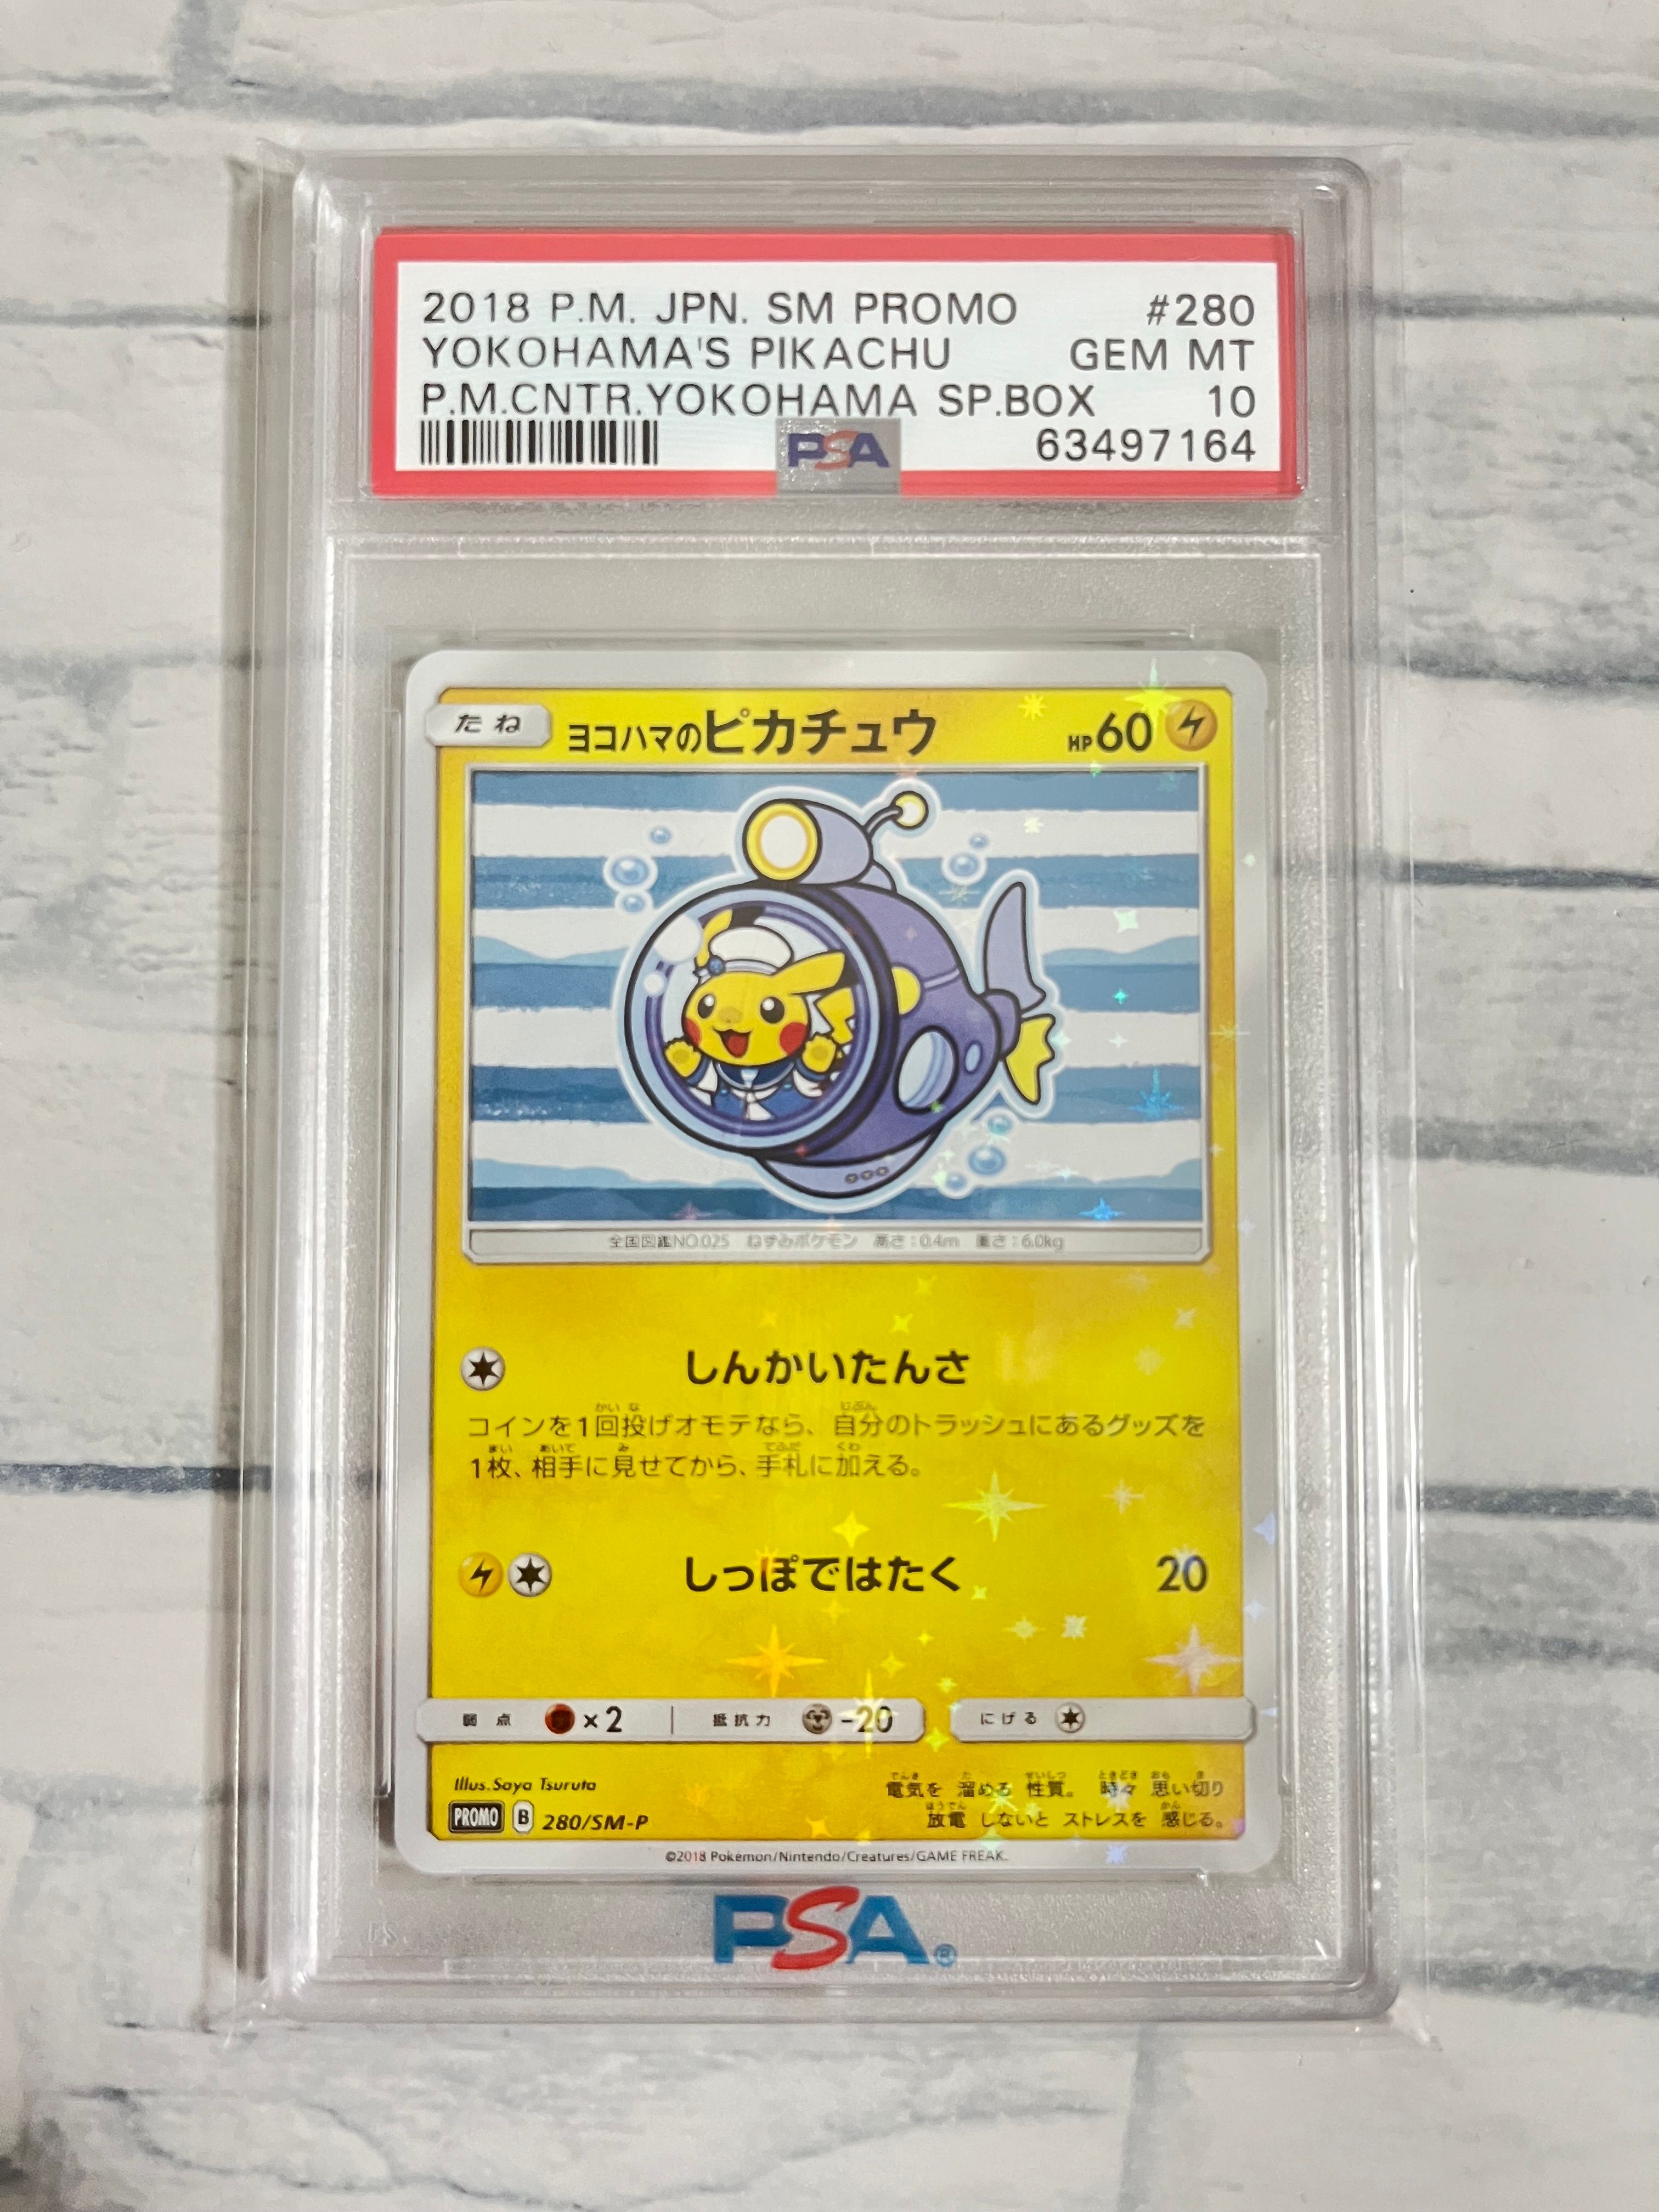 2018 P.M. JPN. SM PROMO #280
YOKOHAMA'S PIKACHU GEM MT
P.M.CNTR.YOKOHAMA SP.BOX 10
PSA 63497164
たね ヨコハマのピカチュウ HP60
全国図鑑NO.025 ねずみポケモン 高さ:0.4m 重さ:6.0kg
しんかいたんさ
コインを1回投げオモテなら、自分のトラッシュにあるグッズを
1枚、相手に見せてから、手札に加える。
しっぽではたく 20
弱点 ×2 抵抗力 -20 にげる
Illus. Saya Tsuruta
電気を 溜める 性質。 時々 思い切り
放電 しないと ストレスを 感じる。
PROMO B 280/SM-P
©2018 Pokémon/Nintendo/Creatures/GAME FREAK.
PSA®